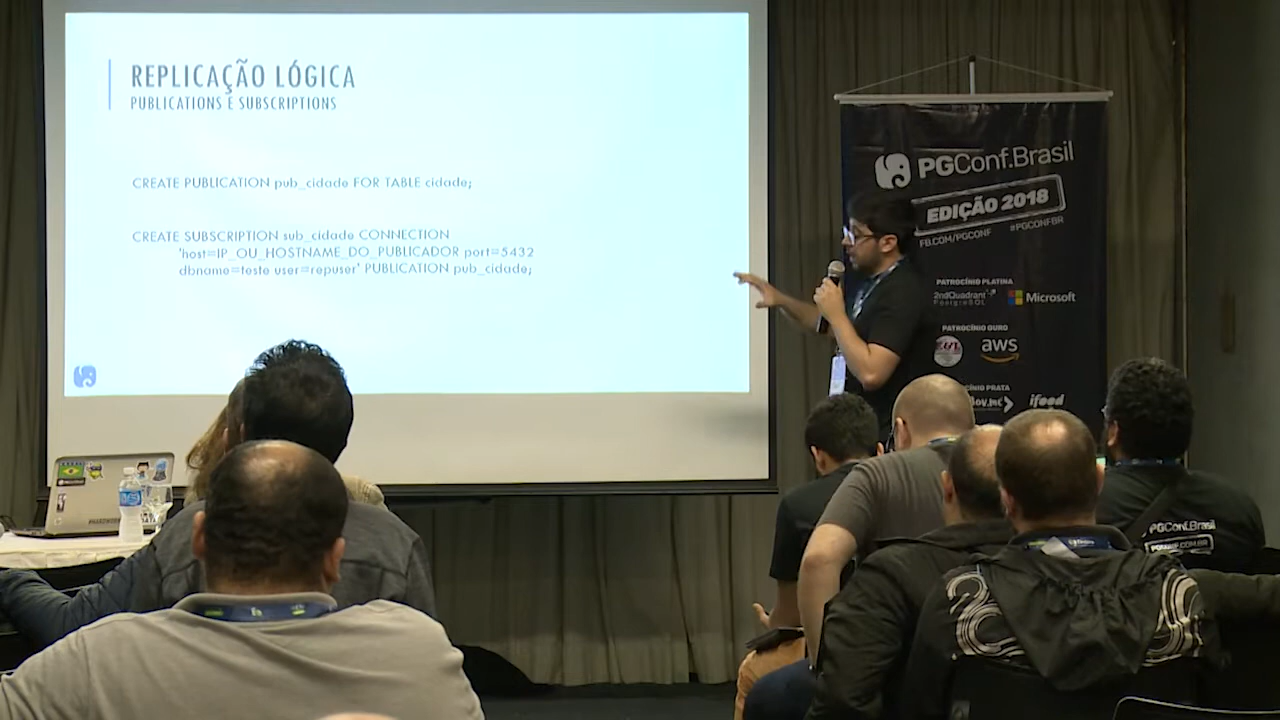 REPLICAÇÃO LÓGICA
PUBLICATIONS E SUBSCRIPTIONS
CREATE PUBLICATION pub_cidade FOR TABLE cidade;
CREATE SUBSCRIPTION sub_cidade CONNECTION
'host=IP_OU_HOSTNAME_DO_PUBLICADOR port=5432
dbname=teste user=repuser' PUBLICATION pub_cidade;
PGConf.Brasil
EDIÇÃO 2018
FB.COM/PGCONF #PGCONFBR
PATROCÍNIO PLATINA
2ndQuadrant
PostgreSQL
Microsoft
PATROCÍNIO OURO
aws
ifood
PGConf.Brasil